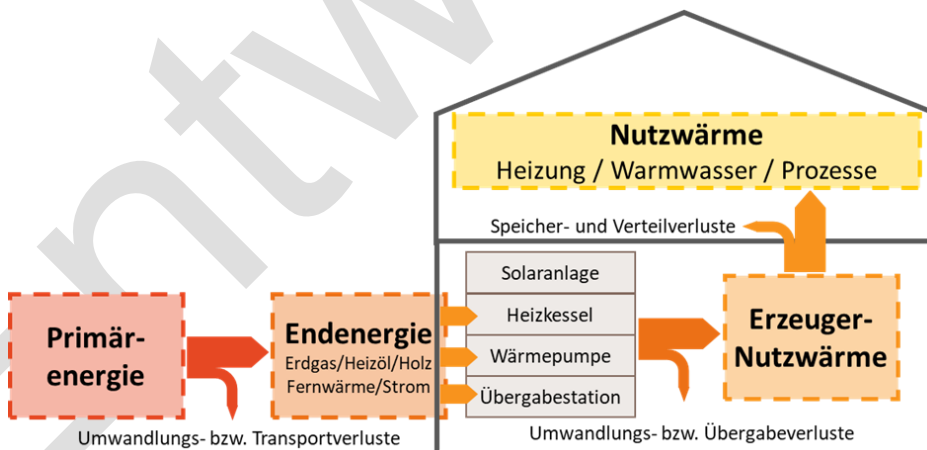 Nutzwärme
Heizung / Warmwasser / Prozesse
Speicher- und Verteilverluste
Solaranlage
Heizkessel
Wärmepumpe
Übergabestation
Primär-
energie
Endenergie
Erdgas/Heizöl/Holz
Fernwärme/Strom
Erzeuger-
Nutzwärme
Umwandlungs- bzw. Transportverluste
Umwandlungs- bzw. Übergabeverluste